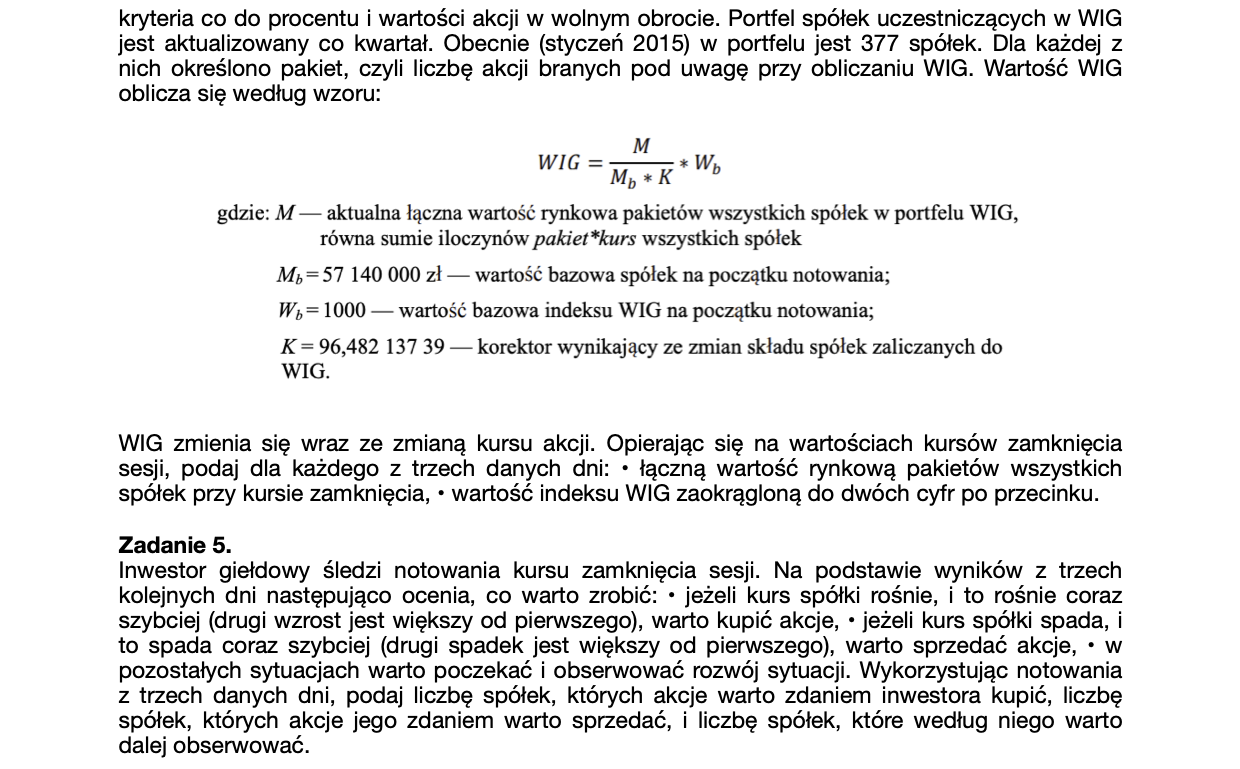 kryteria co do procentu i wartości akcji w wolnym obrocie. Portfel spółek uczestniczących w WIG
jest aktualizowany co kwartał. Obecnie (styczeń 2015) w portfelu jest 377 spółek. Dla każdej z
nich określono pakiet, czyli liczbę akcji branych pod uwagę przy obliczaniu WIG. Wartość WIG
oblicza się według wzoru:
WIG = M / (M_b * K) * W_b
gdzie: M — aktualna łączna wartość rynkowa pakietów wszystkich spółek w portfelu WIG,
równa sumie iloczynów pakiet*kurs wszystkich spółek
M_b = 57 140 000 zł — wartość bazowa spółek na początku notowania;
W_b = 1000 — wartość bazowa indeksu WIG na początku notowania;
K = 96,482 137 39 — korektor wynikający ze zmian składu spółek zaliczanych do
WIG.
WIG zmienia się wraz ze zmianą kursu akcji. Opierając się na wartościach kursów zamknięcia
sesji, podaj dla każdego z trzech danych dni: • łączną wartość rynkową pakietów wszystkich
spółek przy kursie zamknięcia, • wartość indeksu WIG zaokrągloną do dwóch cyfr po przecinku.
Zadanie 5.
Inwestor giełdowy śledzi notowania kursu zamknięcia sesji. Na podstawie wyników z trzech
kolejnych dni następująco ocenia, co warto zrobić: • jeżeli kurs spółki rośnie, i to rośnie coraz
szybciej (drugi wzrost jest większy od pierwszego), warto kupić akcje, • jeżeli kurs spółki spada, i
to spada coraz szybciej (drugi spadek jest większy od pierwszego), warto sprzedać akcje, • w
pozostałych sytuacjach warto poczekać i obserwować rozwój sytuacji. Wykorzystując notowania
z trzech danych dni, podaj liczbę spółek, których akcje warto zdaniem inwestora kupić, liczbę
spółek, których akcje jego zdaniem warto sprzedać, i liczbę spółek, które według niego warto
dalej obserwować.